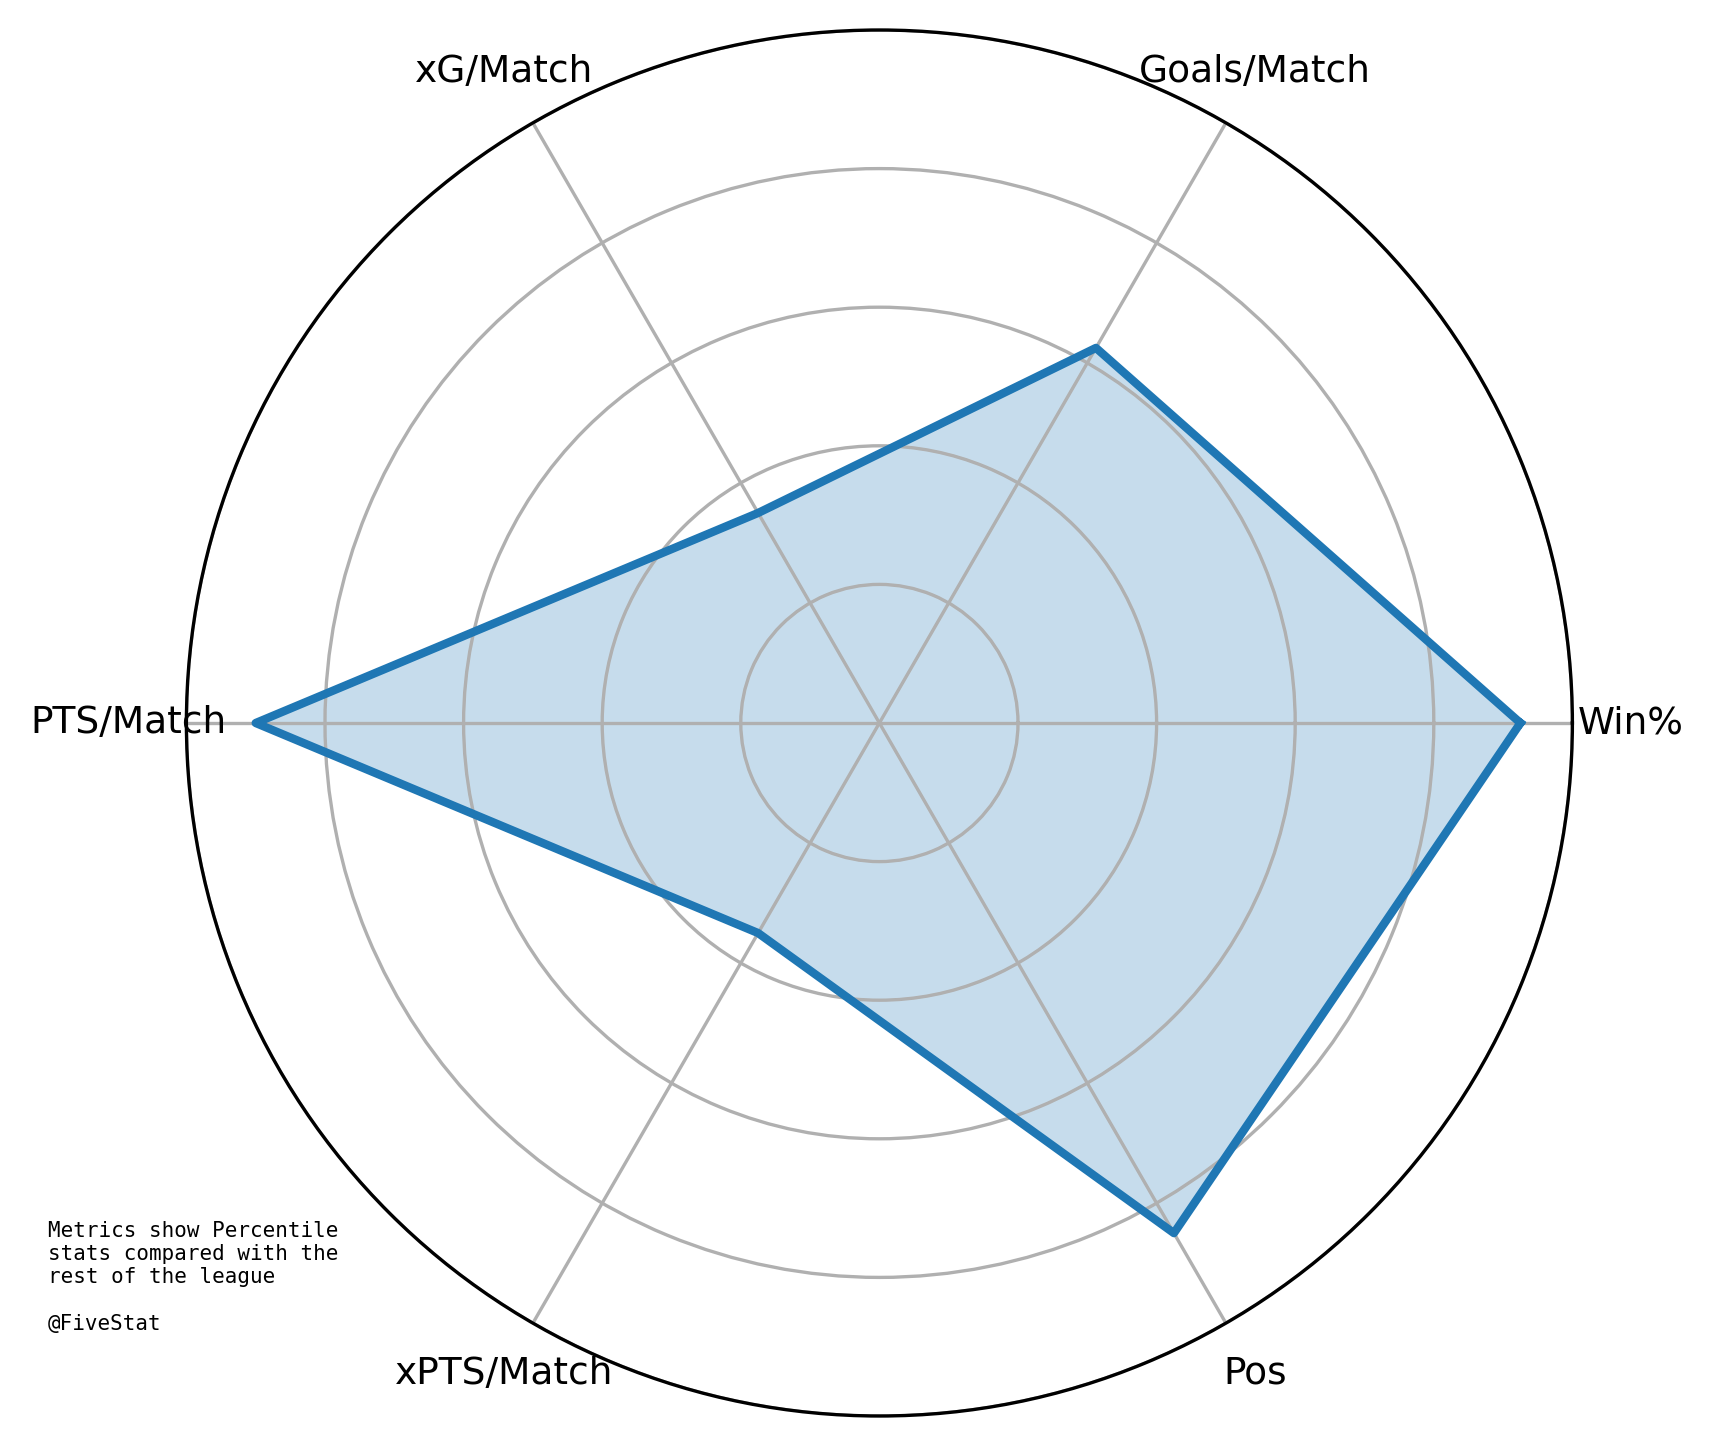 xG/Match
Goals/Match
PTS/Match
Win%
Metrics show Percentile
stats compared with the
rest of the league
@FiveStat
xPTS/Match
Pos